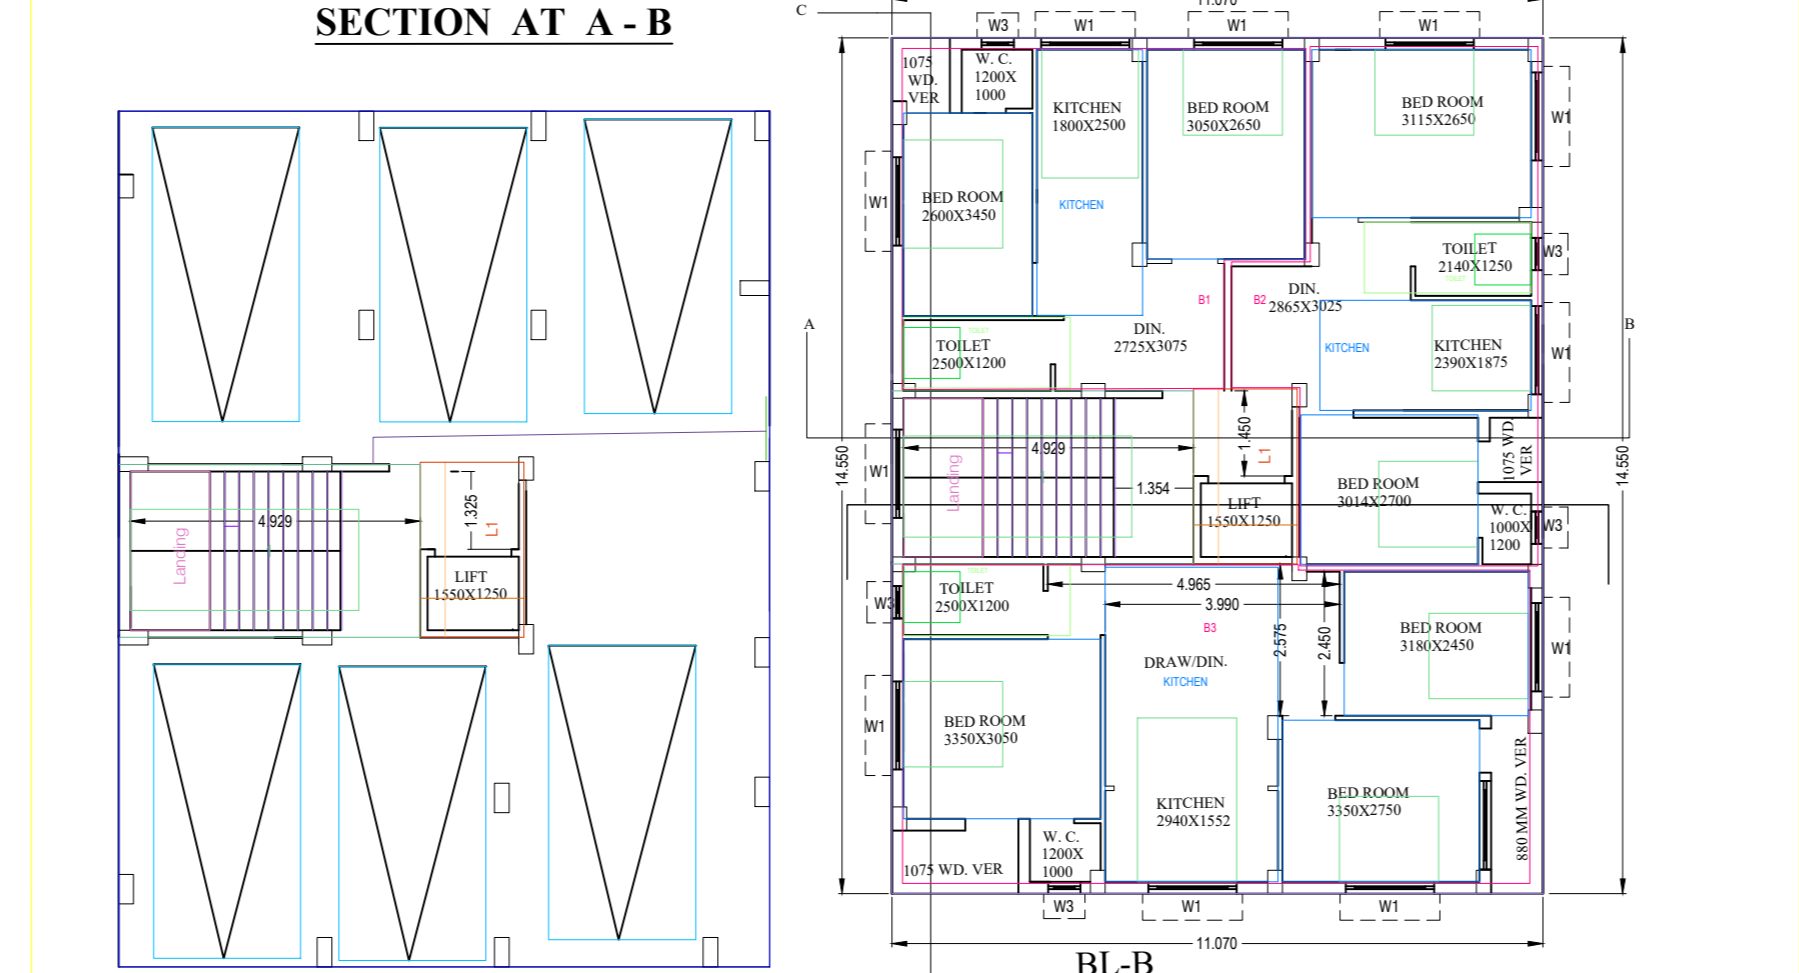 SECTION AT A - B
4.929
Landing
1.325
L1
LIFT
1550X1250
C
11.070
W3
W1
W1
W1
1075
WD.
VER
W. C.
1200X
1000
KITCHEN
1800X2500
BED ROOM
3050X2650
BED ROOM
3115X2650
W1
W1
BED ROOM
2600X3450
KITCHEN
TOILET
2140X1250
TOILET
W3
B1
B2
DIN.
2865X3025
A
B
TOILET
TOILET
2500X1200
DIN.
2725X3075
KITCHEN
KITCHEN
2390X1875
W1
14.550
W1
4.929
Landing
1.354
1.450
L1
LIFT
1550X1250
BED ROOM
3014X2700
1075 WD.
VER
W. C.
1000X
1200
W3
14.550
TOILET
TOILET
2500X1200
W3
4.965
3.990
B3
2.575
2.450
BED ROOM
3180X2450
W1
DRAW/DIN.
KITCHEN
W1
BED ROOM
3350X3050
KITCHEN
2940X1552
BED ROOM
3350X2750
880 MM WD. VER
W. C.
1200X
1000
1075 WD. VER
W3
W1
W1
11.070
BL-B